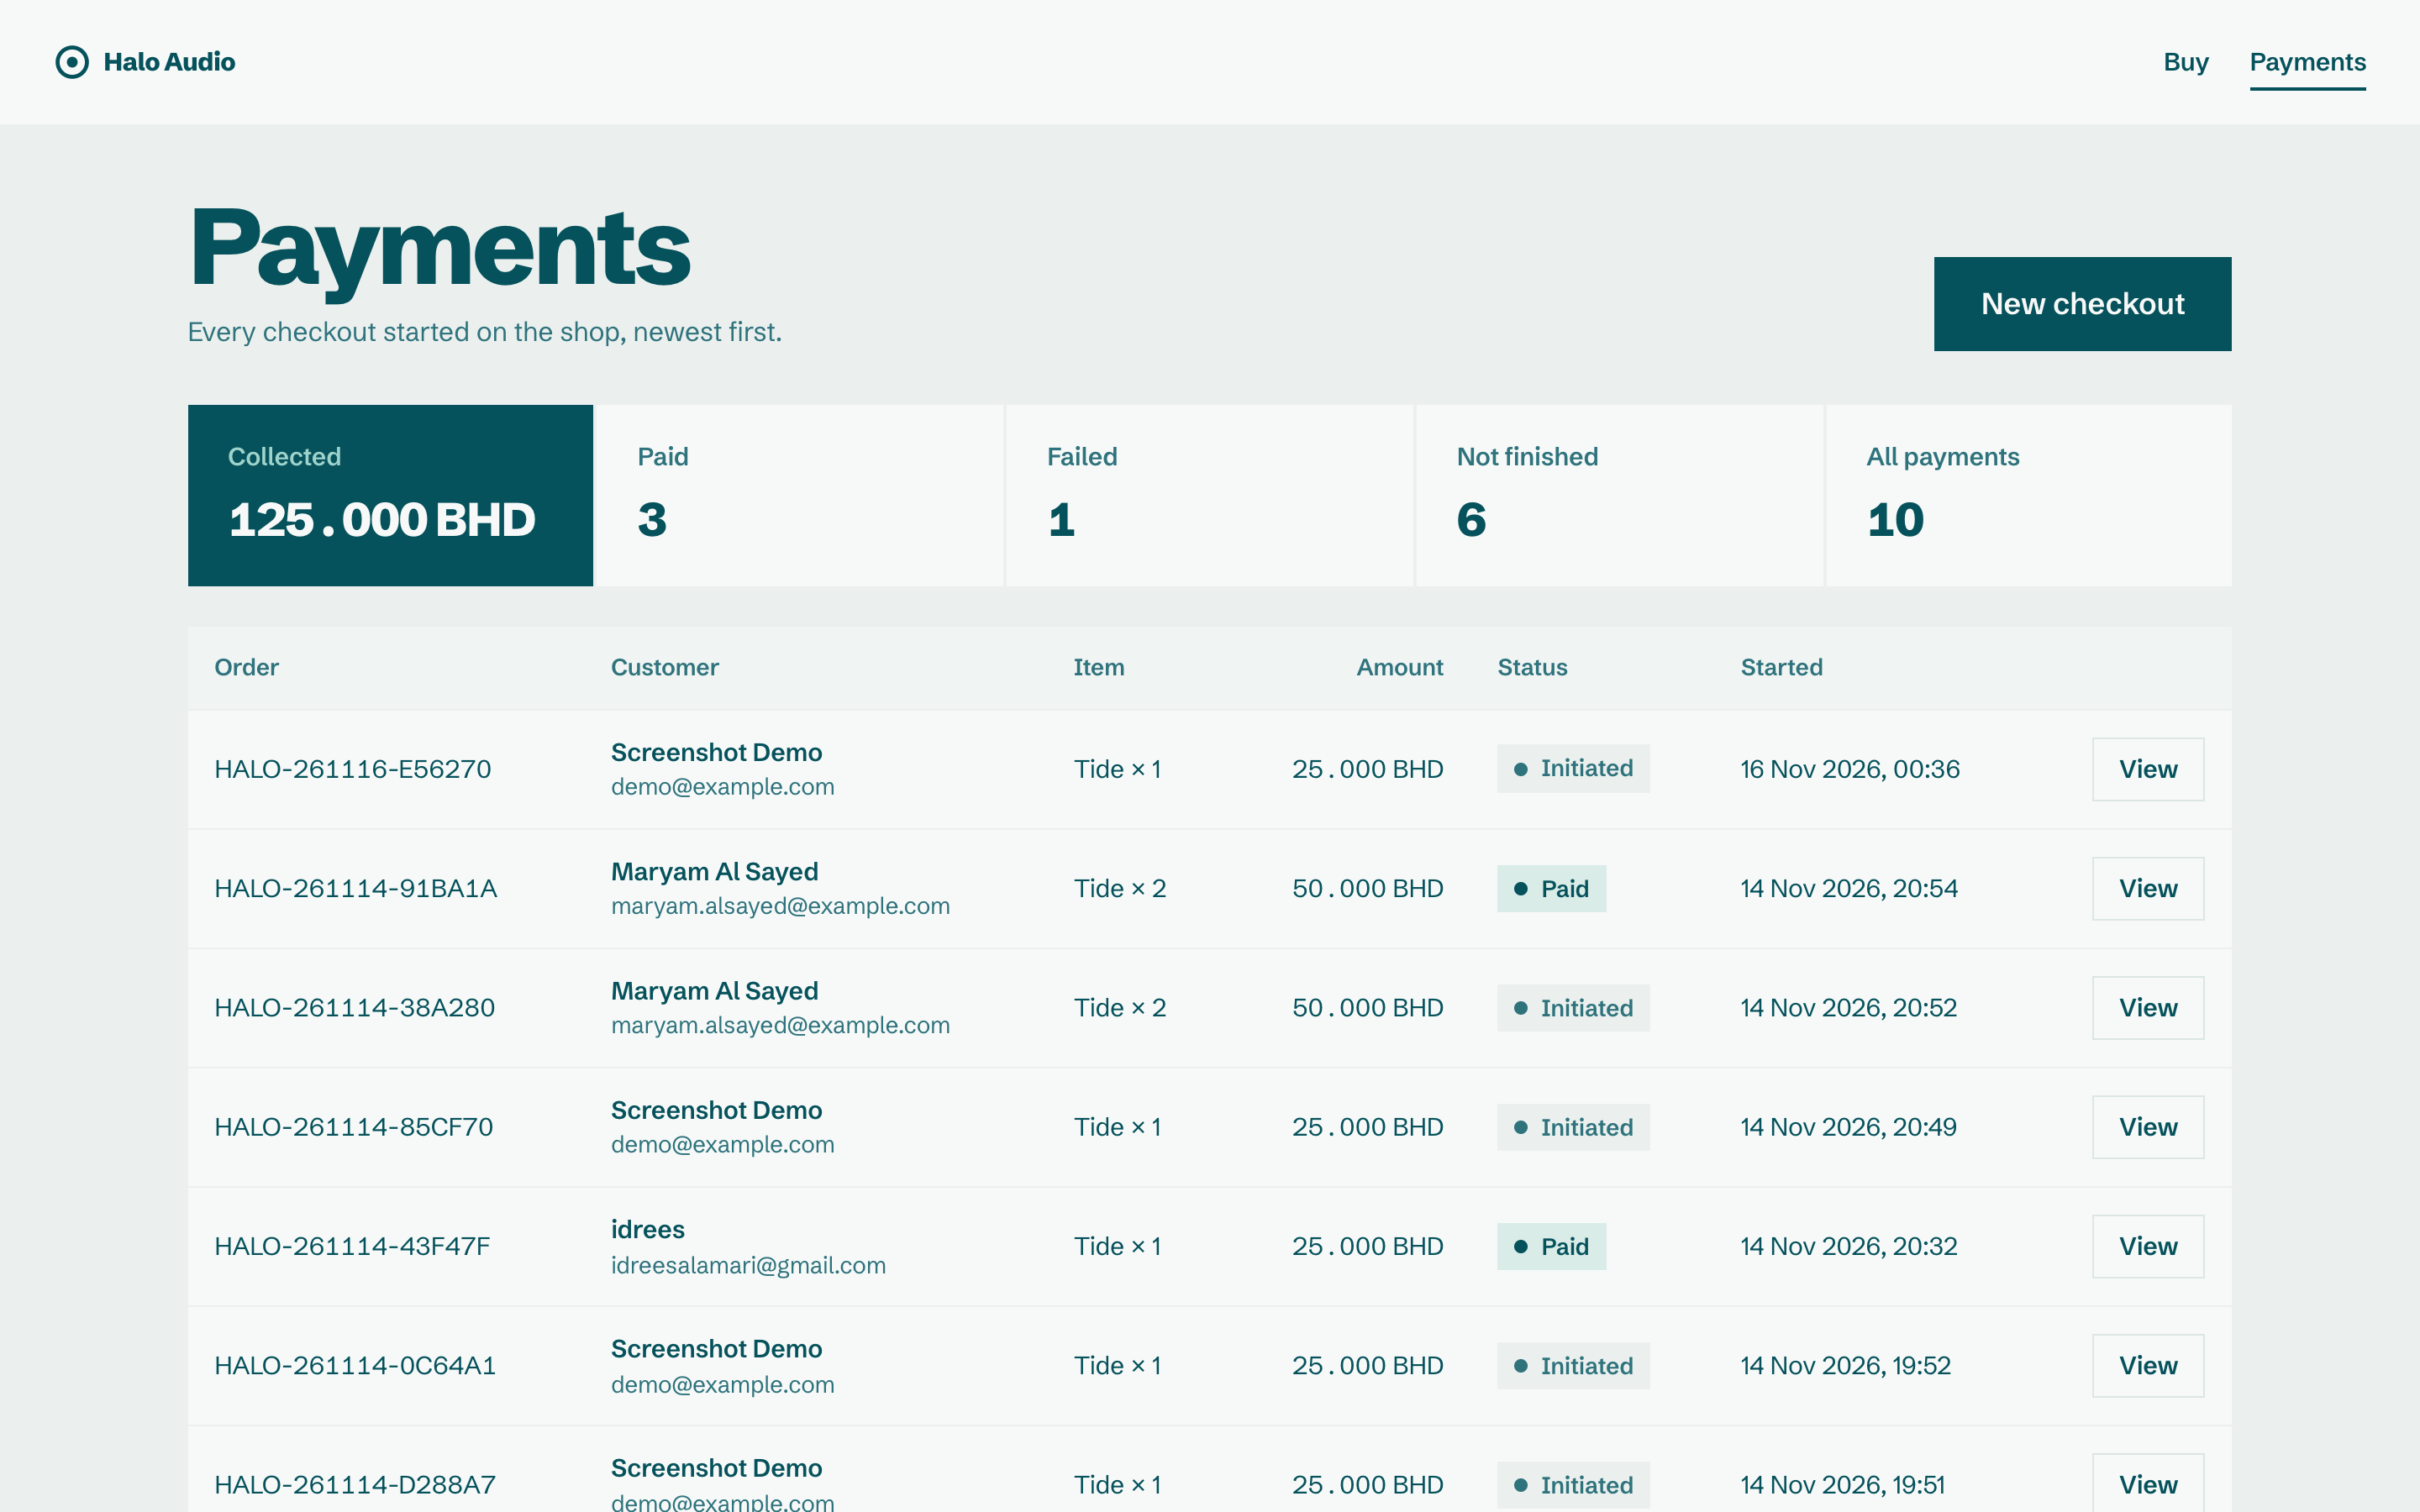 Halo Audio
Buy Payments
Payments
Every checkout started on the shop, newest first.
New checkout
Collected Paid Failed Not finished All payments
125.000 BHD 3 1 6 10
Order Customer Item Amount Status Started
HALO-261116-E56270 Screenshot Demo Tide × 1 25.000 BHD Initiated 16 Nov 2026, 00:36 View
demo@example.com
HALO-261114-91BA1A Maryam Al Sayed Tide × 2 50.000 BHD Paid 14 Nov 2026, 20:54 View
maryam.alsayed@example.com
HALO-261114-38A280 Maryam Al Sayed Tide × 2 50.000 BHD Initiated 14 Nov 2026, 20:52 View
maryam.alsayed@example.com
HALO-261114-85CF70 Screenshot Demo Tide × 1 25.000 BHD Initiated 14 Nov 2026, 20:49 View
demo@example.com
HALO-261114-43F47F idrees Tide × 1 25.000 BHD Paid 14 Nov 2026, 20:32 View
idreesalamari@gmail.com
HALO-261114-0C64A1 Screenshot Demo Tide × 1 25.000 BHD Initiated 14 Nov 2026, 19:52 View
demo@example.com
HALO-261114-D288A7 Screenshot Demo Tide × 1 25.000 BHD Initiated 14 Nov 2026, 19:51 View
demo@example.com